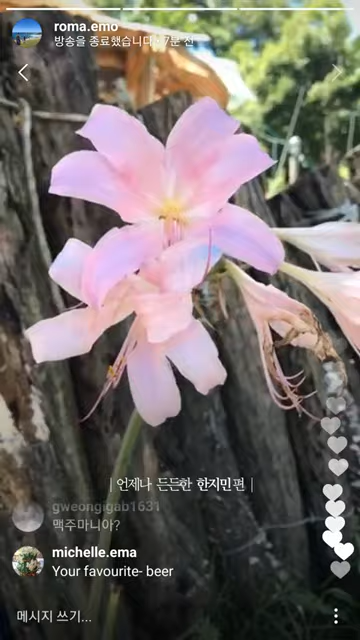 roma.emo
방송을 종료했습니다 · 7분 전
| 언제나 든든한 한지민 편 |
gweongigab1631
맥주마니아?
michelle.ema
Your favourite- beer
메시지 쓰기...